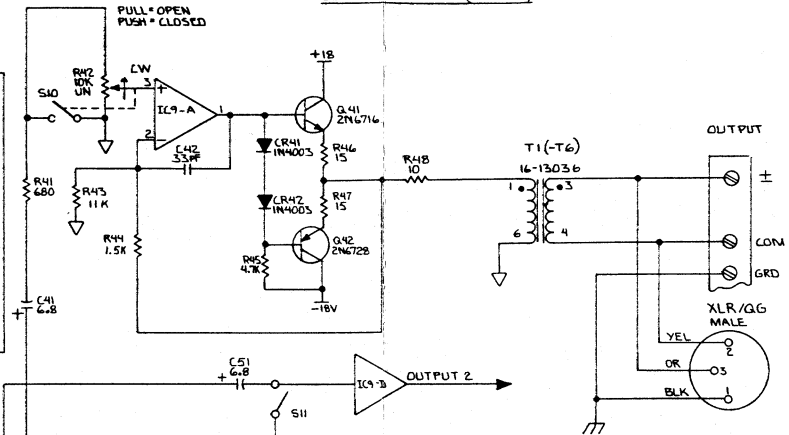 PULL=OPEN
PUSH=CLOSED
+18
R42
10K
LIN
CW
3
+
S10
IC9-A
1
Q41
2N6716
2
-
C42
33pF
CR41
1N4003
R46
15
R41
680
R43
11K
CR42
1N4003
R47
15
R48
10
T1(-T6)
16-13036
1
3
6
4
OUTPUT
±
COM
GRD
R44
1.5K
Q42
2N6728
R45
4.7K
-18V
+
C41
6.8
XLR/QG
MALE
YEL
2
OR
3
BLK
1
C51
6.8
+
IC9-D
OUTPUT 2
S11